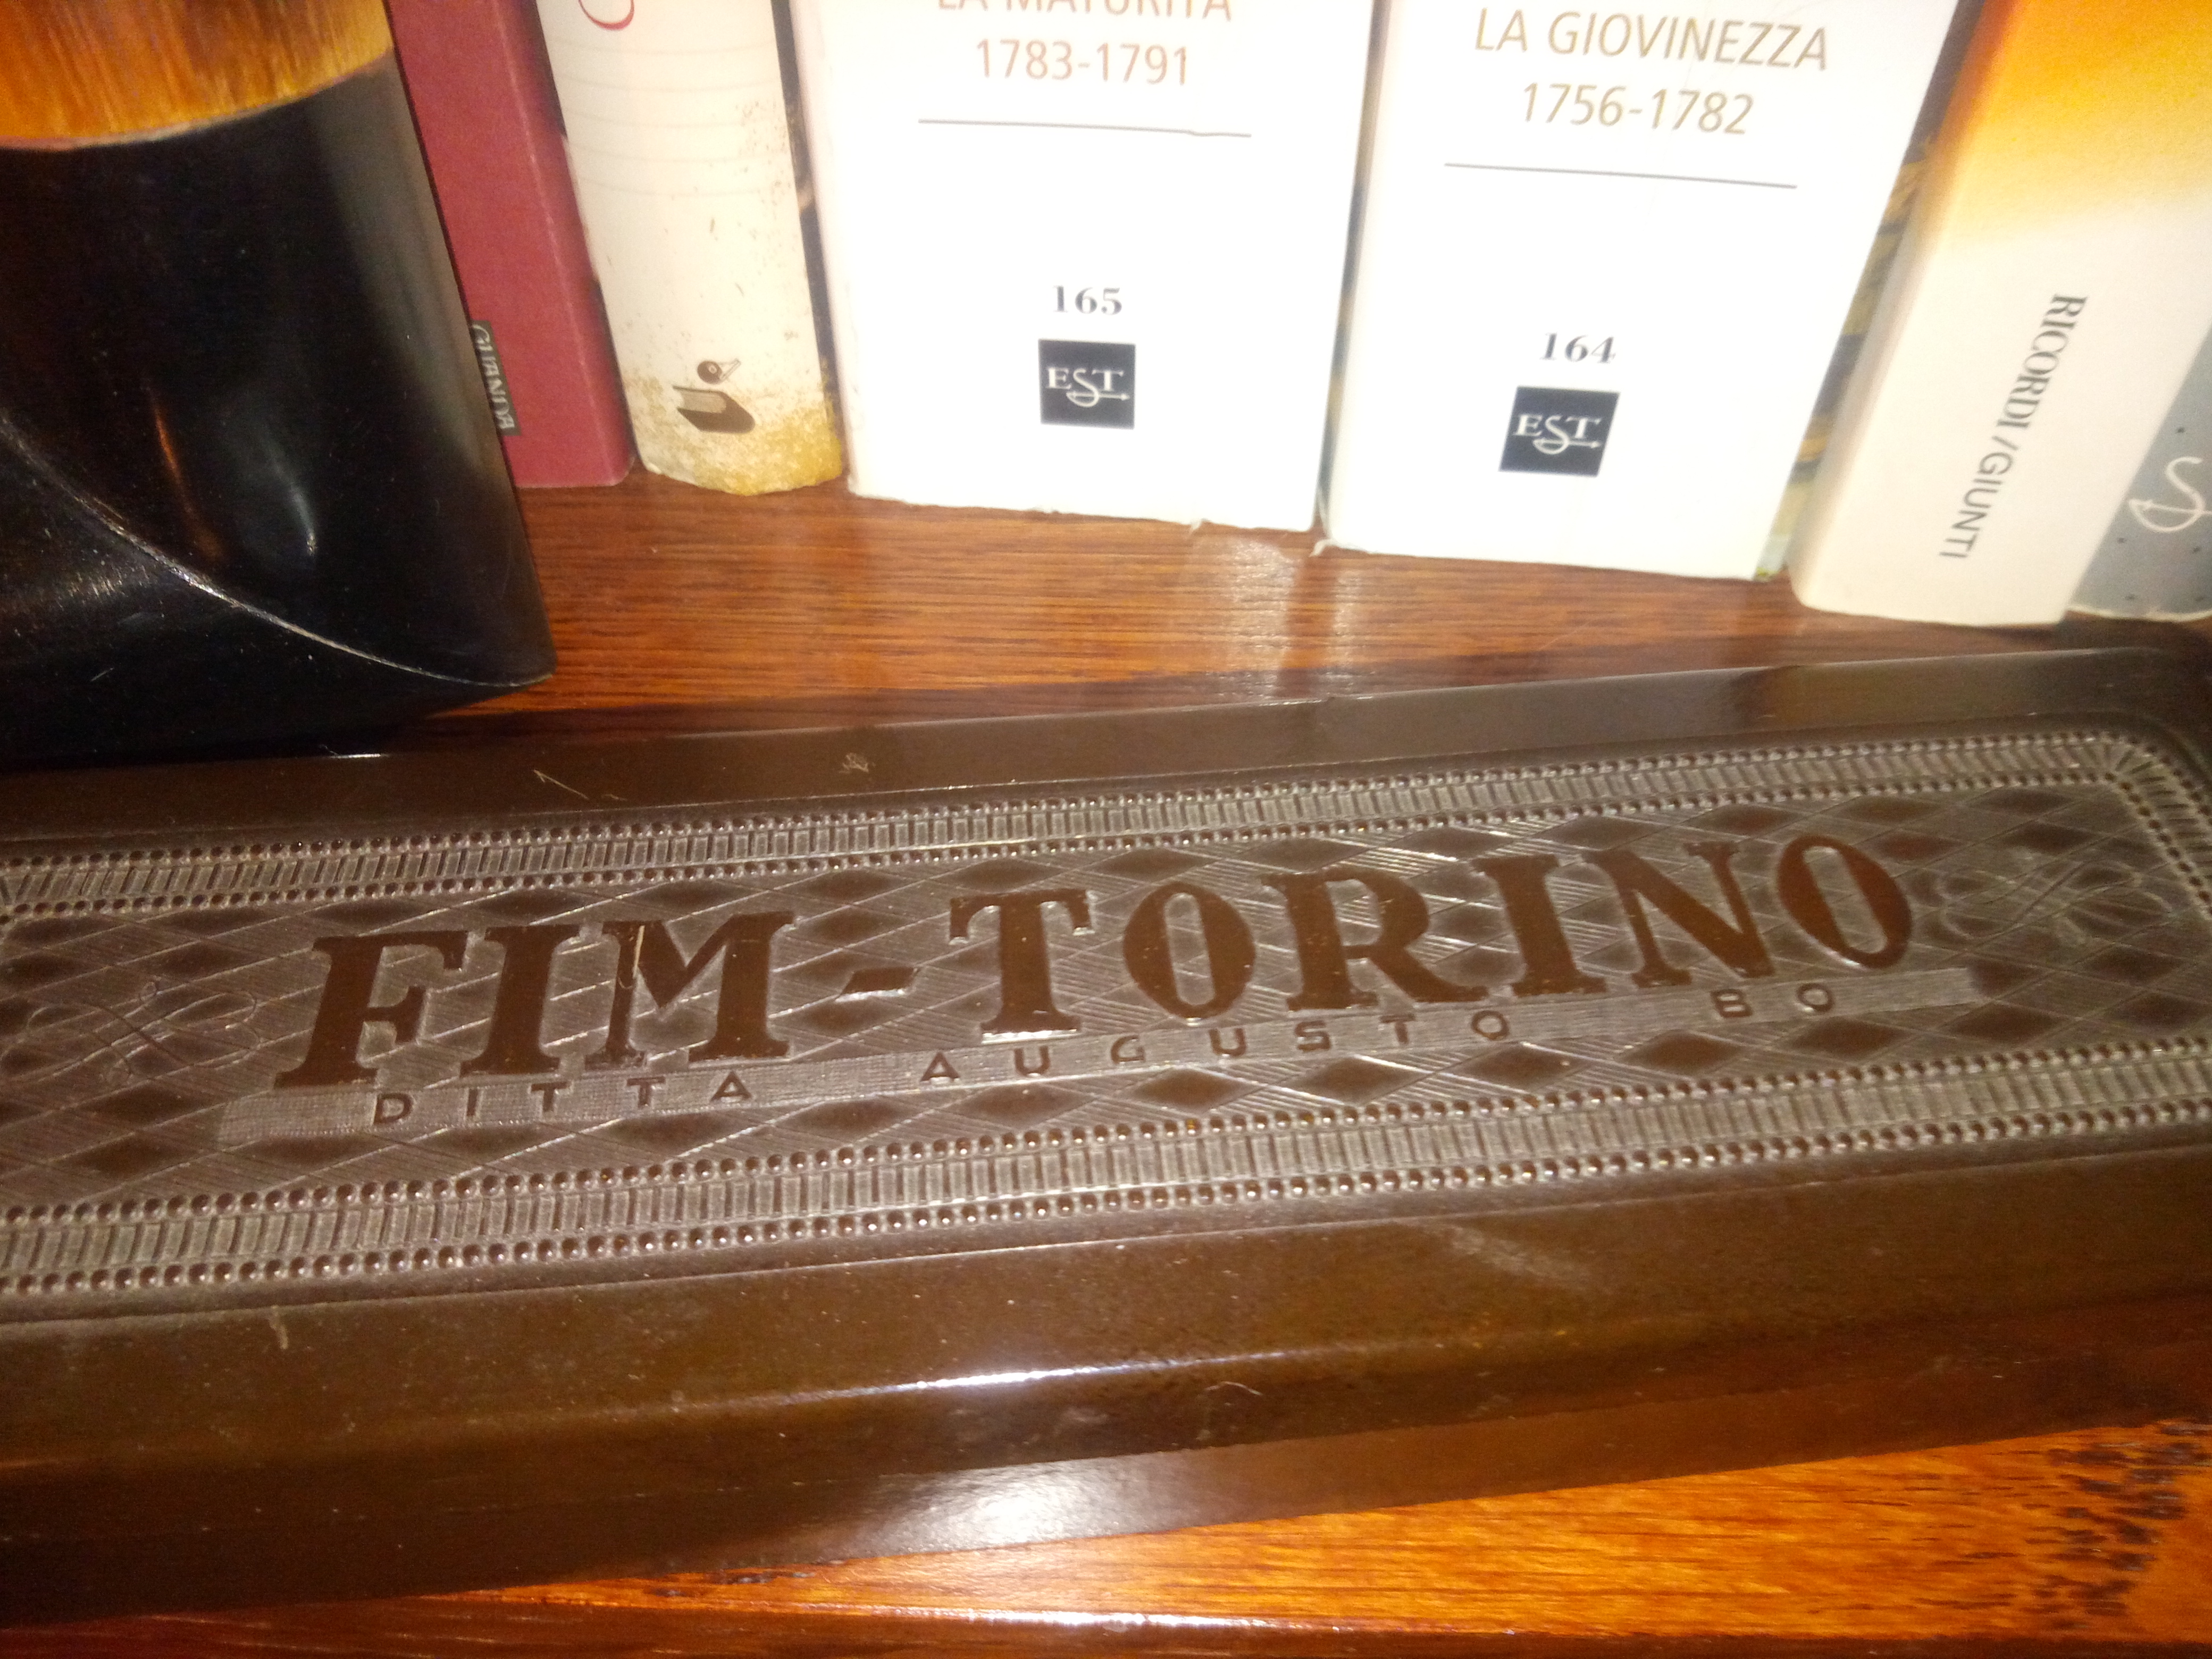 LA MATURITÀ
1783-1791
165
EST
LA GIOVINEZZA
1756-1782
164
EST
RICORDI/GIUNTI
GUANDA
FIM-TORINO
DITTA AUGUSTO BO